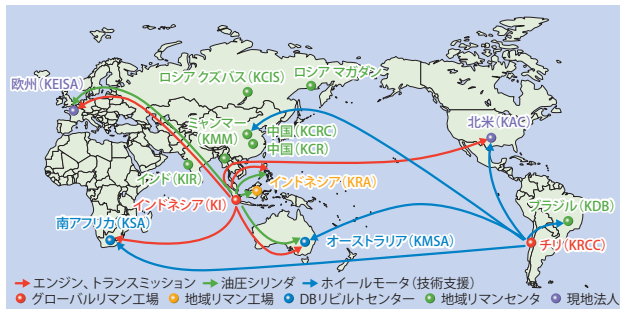 欧州(KEISA)
ロシア クズバス(KCIS)
ロシア マガダン
ミャンマー
(KMM)
中国(KCRC)
中国(KCR)
北米(KAC)
インド(KIR)
インドネシア(KRA)
インドネシア(KI)
南アフリカ(KSA)
オーストラリア(KMSA)
ブラジル(KDB)
チリ(KRCC)
エンジン、トランスミッション 油圧シリンダ ホイールモータ(技術支援)
グローバルリマン工場 地域リマン工場 DBリビルトセンター 地域リマンセンタ 現地法人